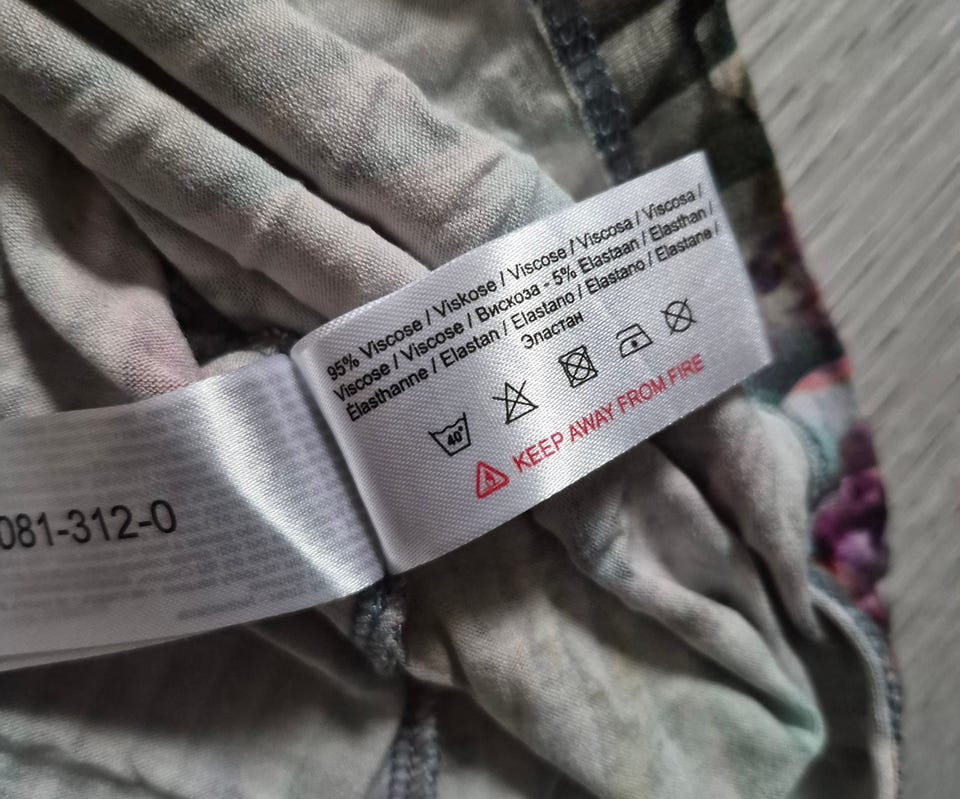 95% Viscose / Viskose / Viscose / Viscosa / Viscosa /
Viscose / Viscose / Вискоза - 5% Elastaan / Elasthan /
Élasthanne / Elastan / Elastano / Elastano / Elastane /
Эластан
40°
KEEP AWAY FROM FIRE
081-312-0